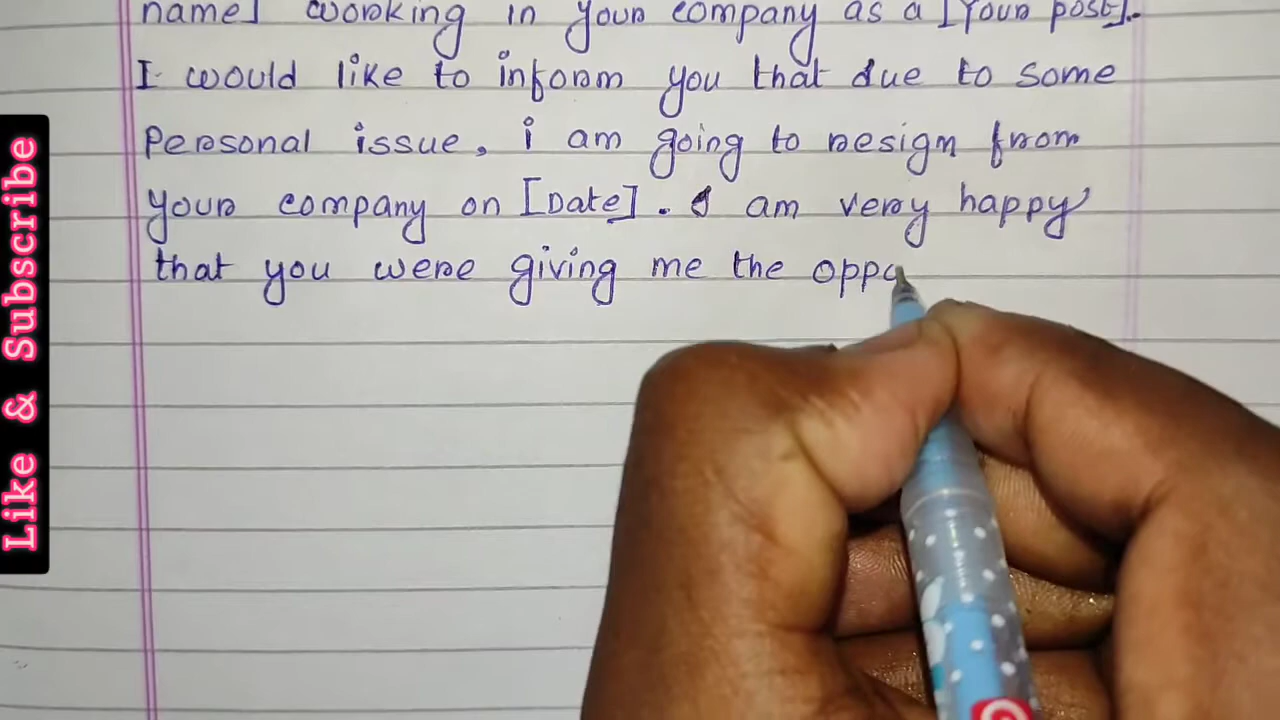 name] working in your company as a [Your post].
I would like to inform you that due to some
Personal issue, i am going to resign from
your company on [Date]. I am very happy
that you were giving me the oppo
Like & Subscribe